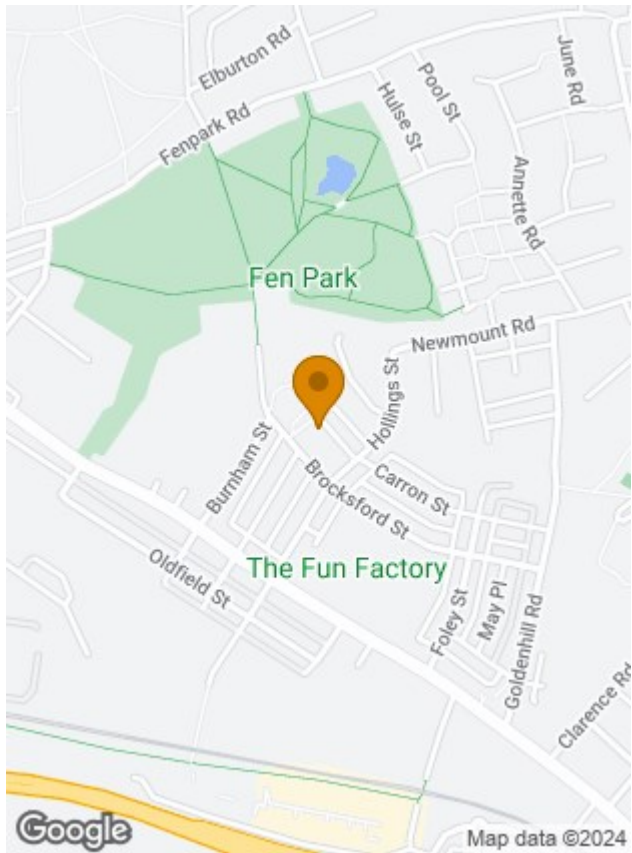 Elburton Rd
Fenpark Rd
Hulse St
Pool St
June Rd
Annette Rd
Fen Park
Newmount Rd
Hollings St
Burnham St
Carron St
Brocksford St
The Fun Factory
Oldfield St
Foley St
May Pl
Goldenhill Rd
Clarence Rd
Google
Map data ©2024